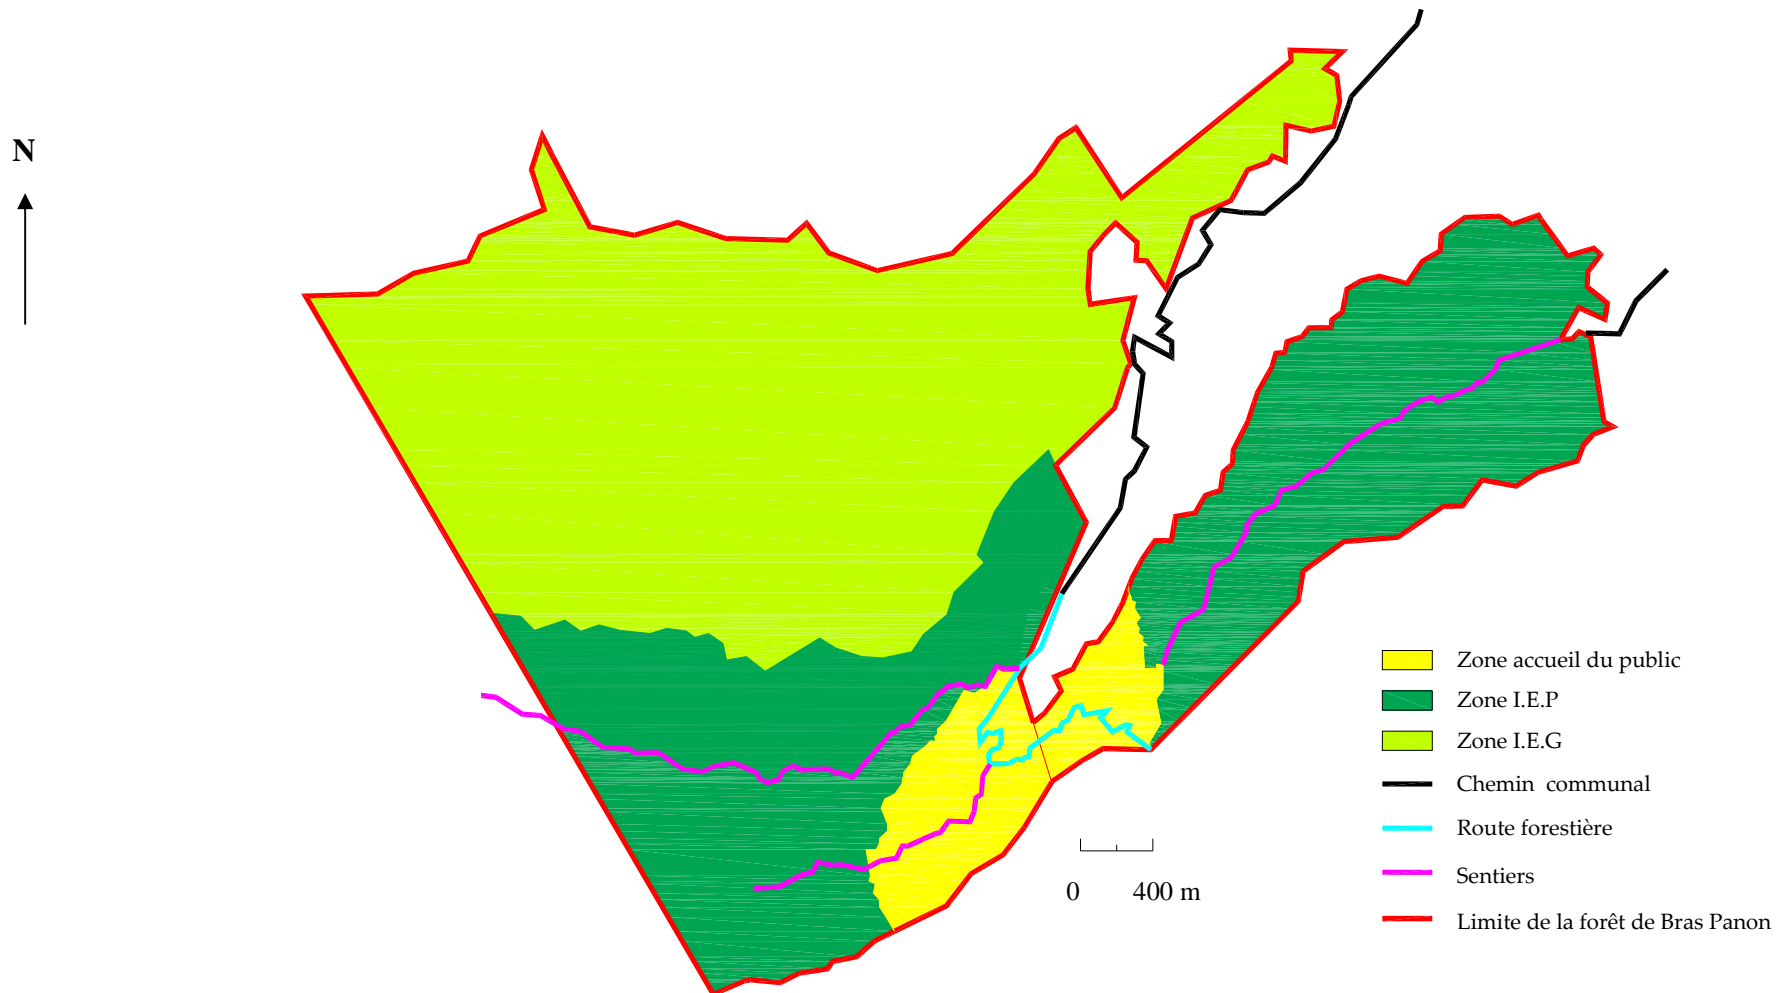 N
Zone accueil du public
Zone I.E.P
Zone I.E.G
Chemin communal
Route forestière
Sentiers
Limite de la forêt de Bras Panon
0 400 m